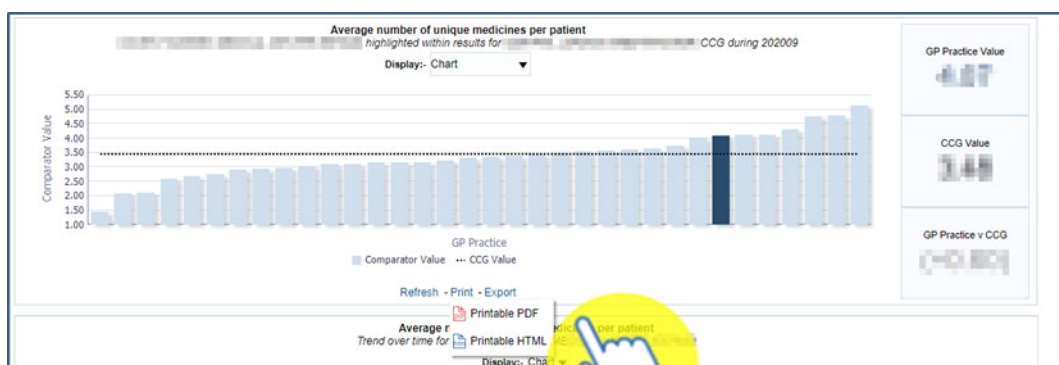 Average number of unique medicines per patient
highlighted within results for CCG during 202009
Display:- Chart
GP Practice Value
5.50
5.00
4.50
4.00
3.50
3.00
2.50
2.00
1.50
1.00
Comparator Value
CCG Value
GP Practice
GP Practice v CCG
Comparator Value CCG Value
Refresh - Print - Export
Printable PDF
Average per patient
Printable HTML
Trend over time for
Display:- Chart